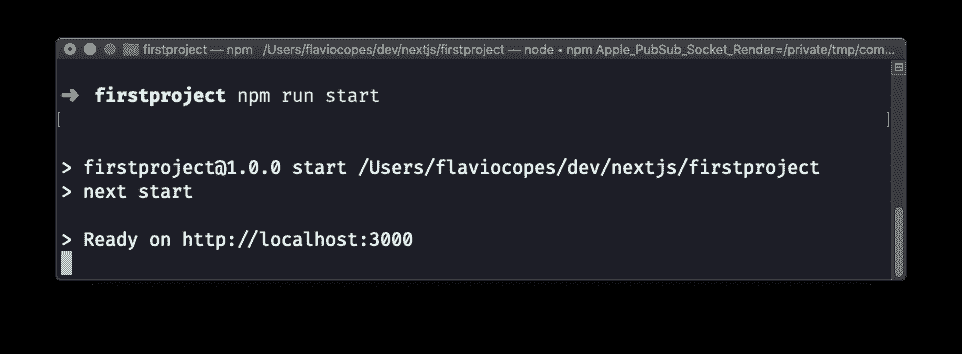 firstproject — npm /Users/flaviocopes/dev/nextjs/firstproject — node • npm Apple_PubSub_Socket_Render=/private/tmp/com...
➜ firstproject npm run start
[ ]
> firstproject@1.0.0 start /Users/flaviocopes/dev/nextjs/firstproject
> next start
> Ready on http://localhost:3000